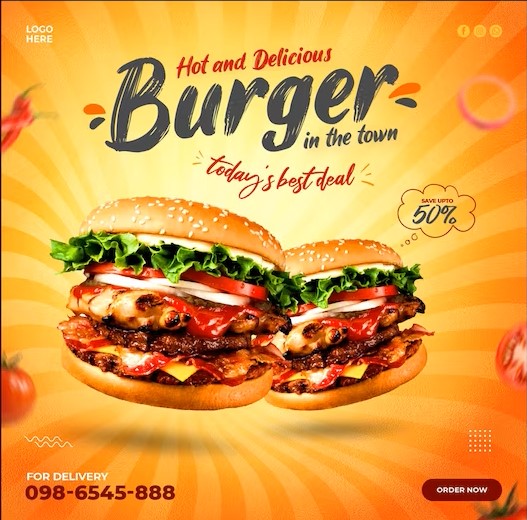 LOGO
HERE
Hot and Delicious
Burger
in the town
today's best deal
SAVE UPTO
50%
FOR DELIVERY
098-6545-888
ORDER NOW